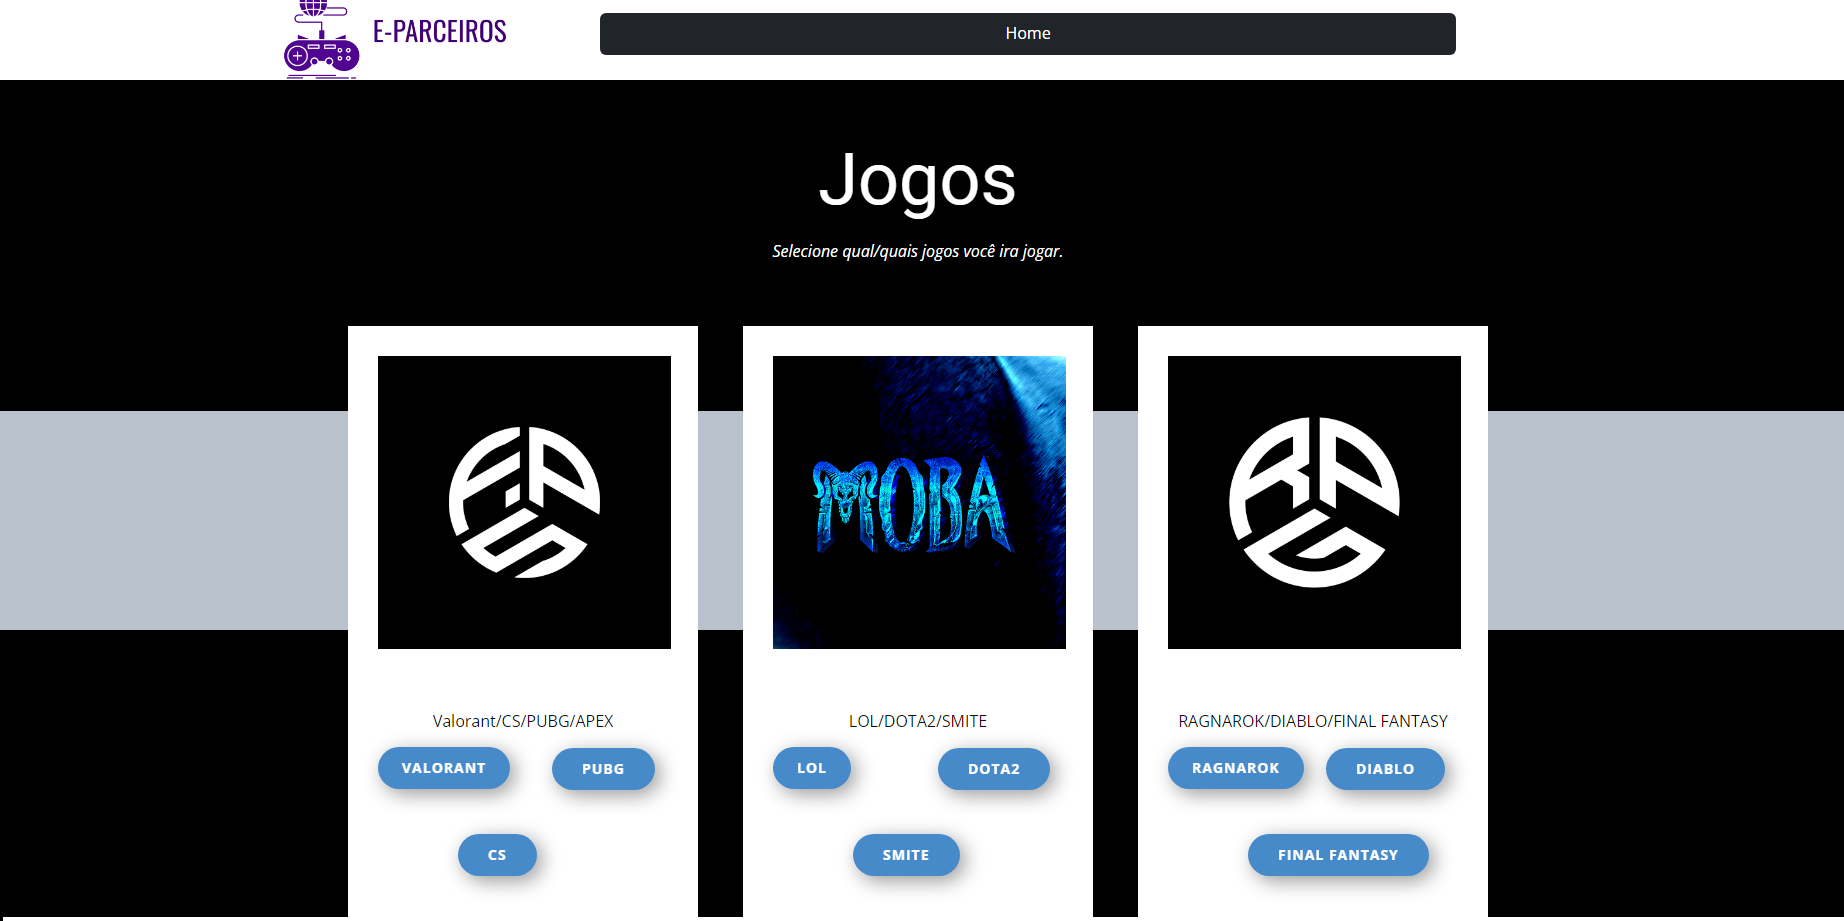 E-PARCEIROS
Home
Jogos
Selecione qual/quais jogos você ira jogar.
F.PS
MOBA
RPG
Valorant/CS/PUBG/APEX
LOL/DOTA2/SMITE
RAGNAROK/DIABLO/FINAL FANTASY
VALORANT
PUBG
LOL
DOTA2
RAGNAROK
DIABLO
CS
SMITE
FINAL FANTASY